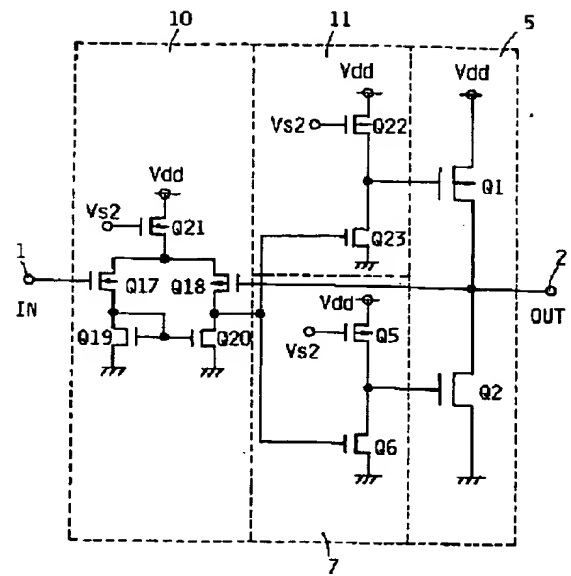 10
11
5
Vdd
Vdd
Vs2
Q22
Q1
Vdd
Vs2
Q21
Q23
1
2
Q17
Q18
Vdd
IN
OUT
Q19
Q20
Q5
Vs2
Q2
Q6
7